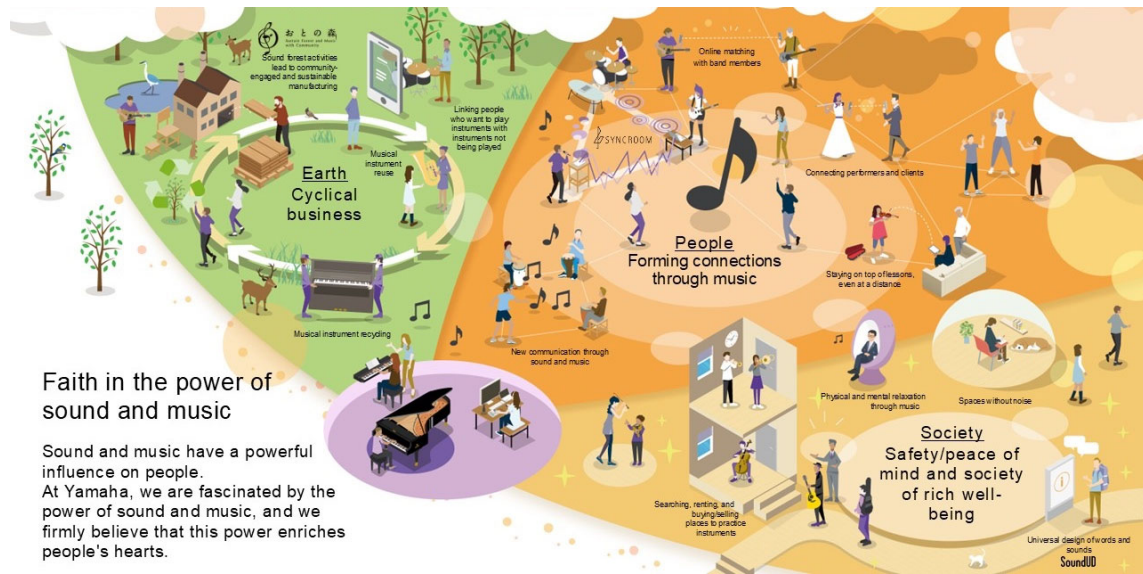 おとの森
Sustain Forest and Music
with Community
Sound forest activities
lead to community-
engaged and sustainable
manufacturing
Linking people
who want to play
instruments with
instruments not
being played
Musical
instrument
reuse
Earth
Cyclical
business
Musical instrument recycling
Online matching
with band members
SYNCROOM
Connecting performers and clients
People
Forming connections
through music
Staying on top of lessons,
even at a distance
New communication through
sound and music
Physical and mental relaxation
through music
Spaces without noise
Society
Safety/peace of
mind and society
of rich well-
being
Searching, renting, and
buying/selling
places to practice
instruments
Universal design of words and
sounds
SoundUD
Faith in the power of
sound and music
Sound and music have a powerful
influence on people.
At Yamaha, we are fascinated by the
power of sound and music, and we
firmly believe that this power enriches
people's hearts.